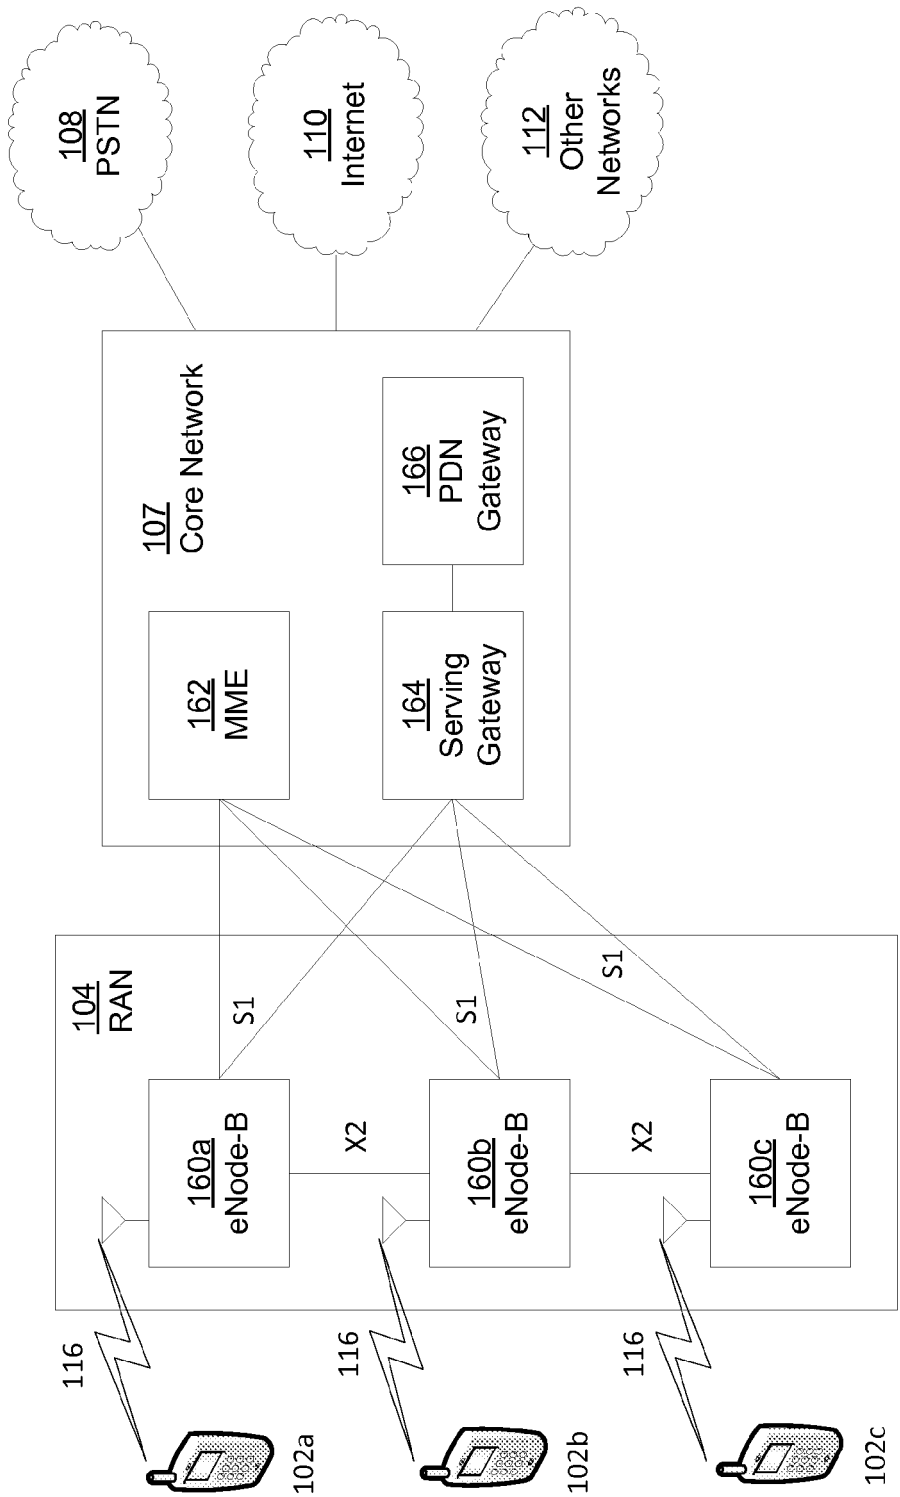 102a
116
104
RAN
160a
eNode-B
S1
X2
102b
116
160b
eNode-B
S1
X2
102c
116
160c
eNode-B
S1
107
Core Network
162
MME
164
Serving
Gateway
166
PDN
Gateway
108
PSTN
110
Internet
112
Other
Networks